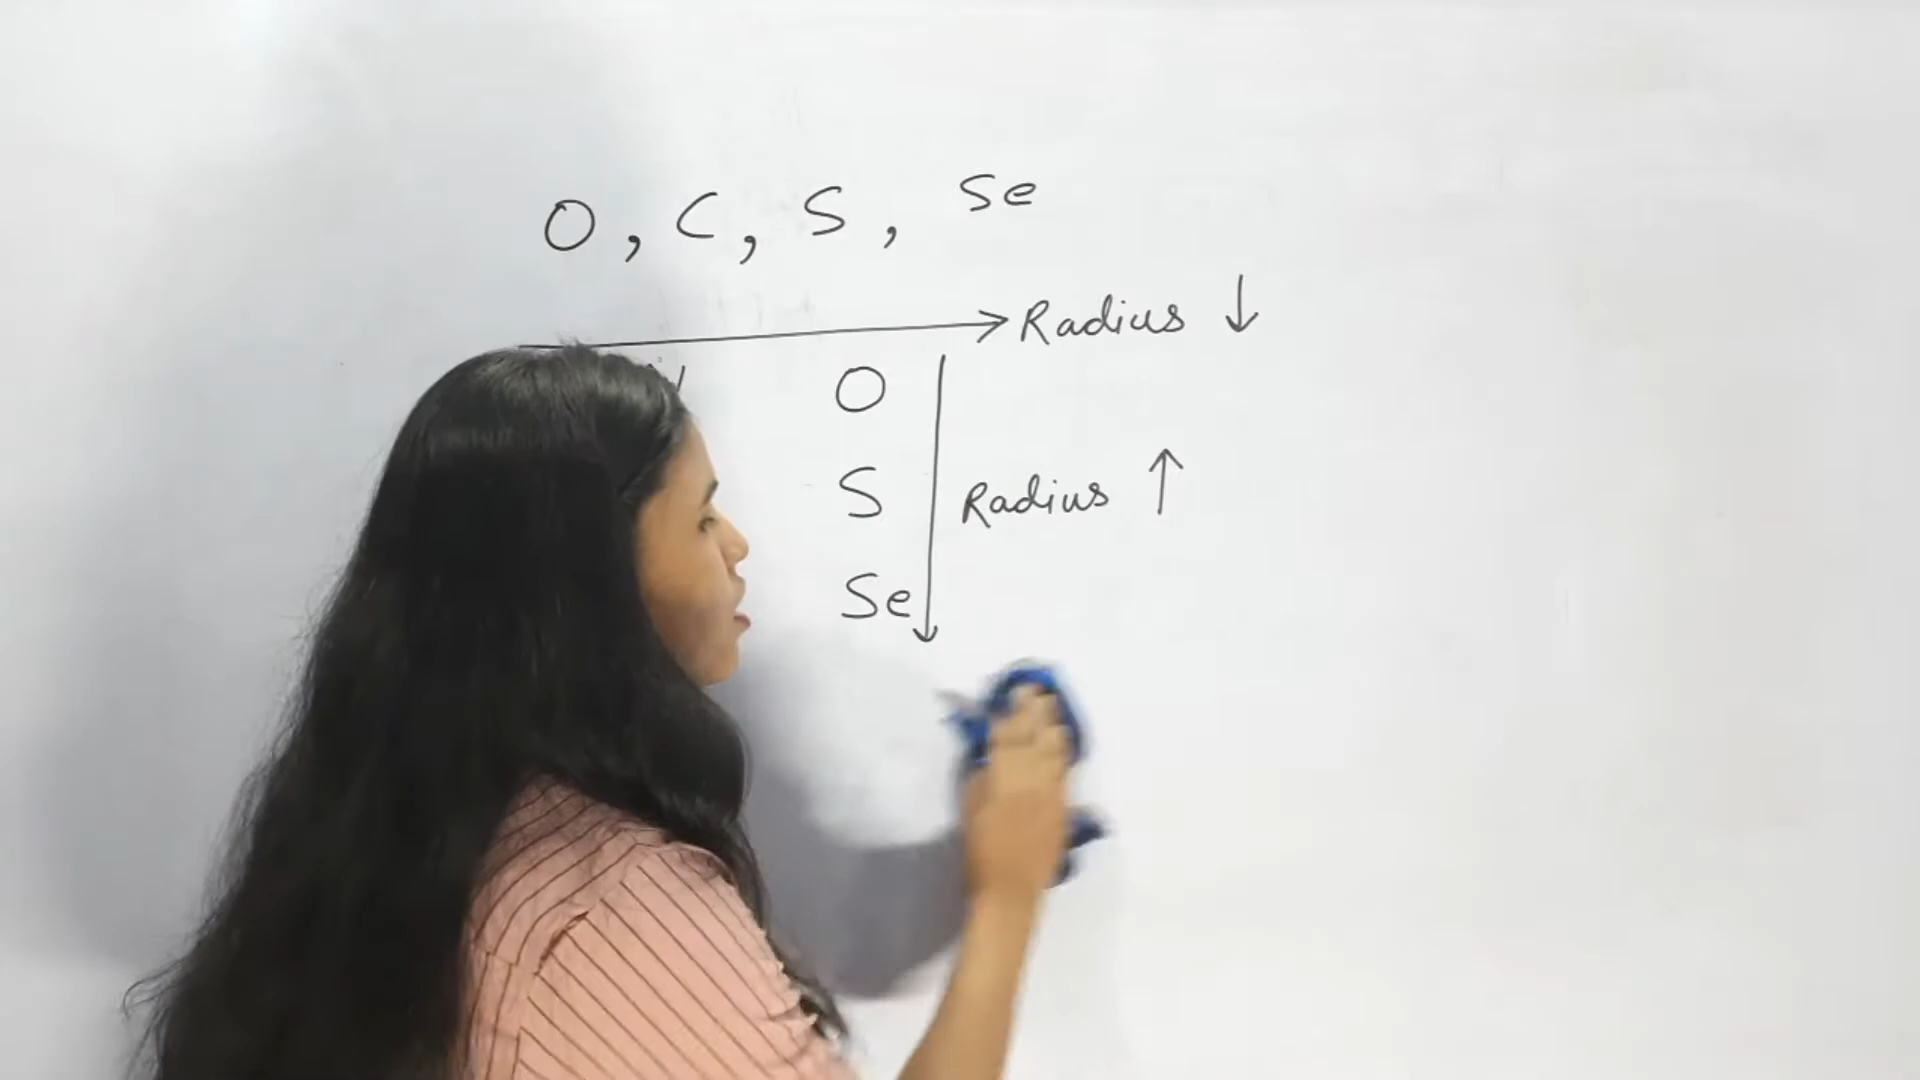 O, C, S, Se
Radius ↓
O
S
Radius ↑
Se